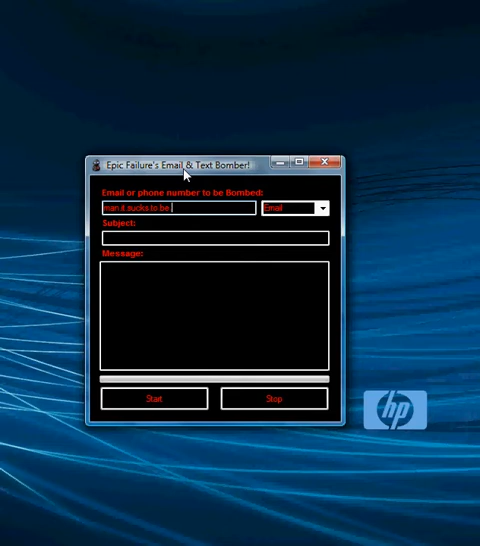 Epic Failure's Email & Text Bomber!
Email or phone number to be Bombed:
man it sucks to be
Email
Subject:
Message:
Start
Stop
hp